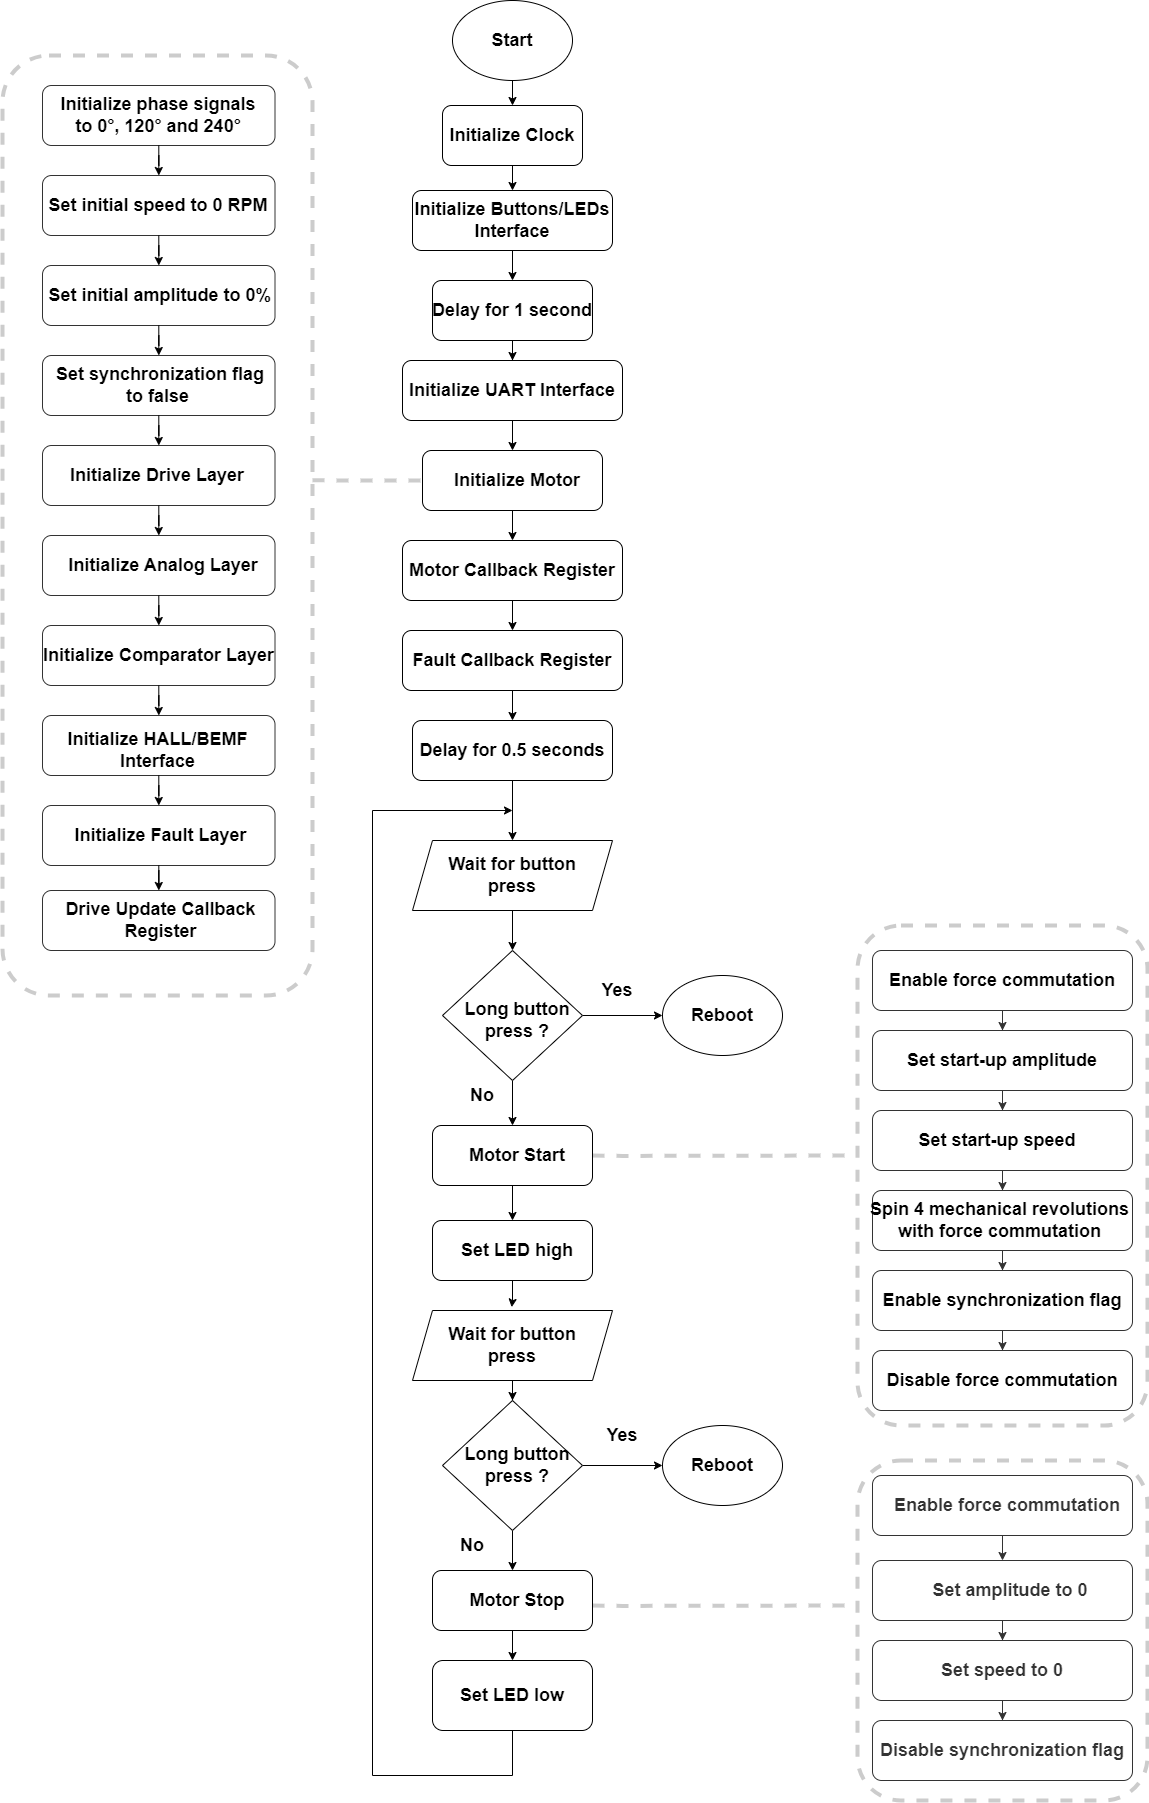 Start
Initialize Clock
Initialize Buttons/LEDs
Interface
Delay for 1 second
Initialize UART Interface
Initialize Motor
Motor Callback Register
Fault Callback Register
Delay for 0.5 seconds
Wait for button
press
Long button
press ?
Yes
Reboot
No
Motor Start
Set LED high
Wait for button
press
Long button
press ?
Yes
Reboot
No
Motor Stop
Set LED low
Initialize phase signals
to 0°, 120° and 240°
Set initial speed to 0 RPM
Set initial amplitude to 0%
Set synchronization flag
to false
Initialize Drive Layer
Initialize Analog Layer
Initialize Comparator Layer
Initialize HALL/BEMF
Interface
Initialize Fault Layer
Drive Update Callback
Register
Enable force commutation
Set start-up amplitude
Set start-up speed
Spin 4 mechanical revolutions
with force commutation
Enable synchronization flag
Disable force commutation
Enable force commutation
Set amplitude to 0
Set speed to 0
Disable synchronization flag